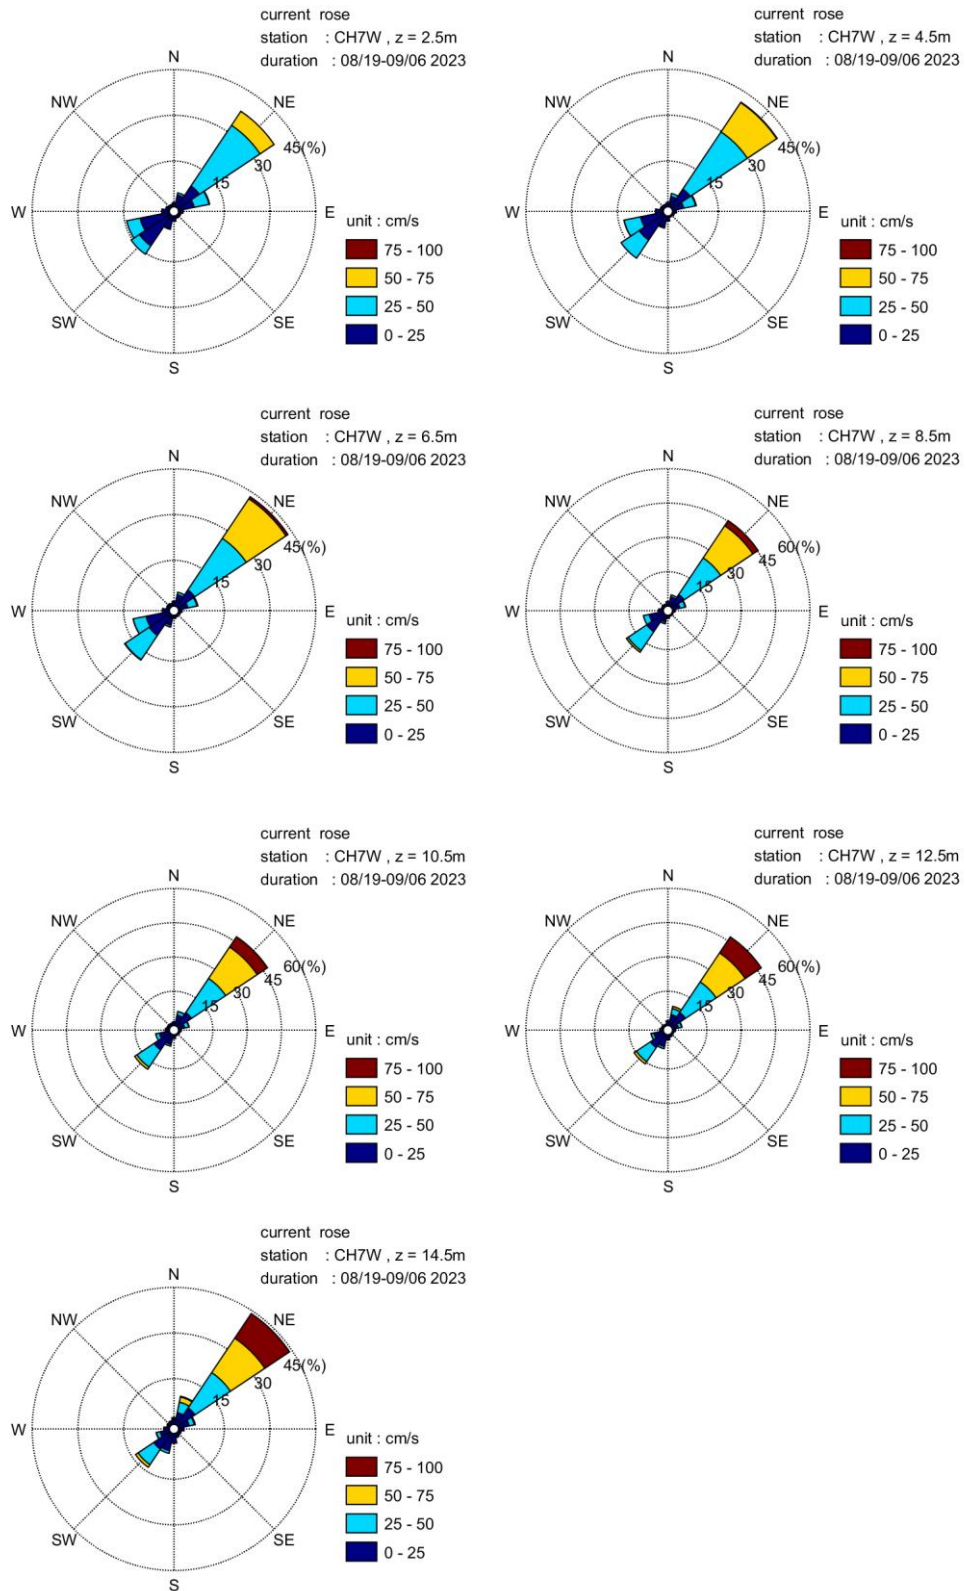 current rose
station : CH7W , z = 2.5m
duration : 08/19-09/06 2023
N
NW
NE
45(%)
30
15
W
E
unit : cm/s
75 - 100
50 - 75
25 - 50
0 - 25
SW
SE
S
current rose
station : CH7W , z = 4.5m
duration : 08/19-09/06 2023
N
NW
NE
45(%)
30
15
W
E
unit : cm/s
75 - 100
50 - 75
25 - 50
0 - 25
SW
SE
S
current rose
station : CH7W , z = 6.5m
duration : 08/19-09/06 2023
N
NW
NE
45(%)
30
15
W
E
unit : cm/s
75 - 100
50 - 75
25 - 50
0 - 25
SW
SE
S
current rose
station : CH7W , z = 8.5m
duration : 08/19-09/06 2023
N
NW
NE
60(%)
45
30
15
W
E
unit : cm/s
75 - 100
50 - 75
25 - 50
0 - 25
SW
SE
S
current rose
station : CH7W , z = 10.5m
duration : 08/19-09/06 2023
N
NW
NE
60(%)
45
30
15
W
E
unit : cm/s
75 - 100
50 - 75
25 - 50
0 - 25
SW
SE
S
current rose
station : CH7W , z = 12.5m
duration : 08/19-09/06 2023
N
NW
NE
60(%)
45
30
15
W
E
unit : cm/s
75 - 100
50 - 75
25 - 50
0 - 25
SW
SE
S
current rose
station : CH7W , z = 14.5m
duration : 08/19-09/06 2023
N
NW
NE
45(%)
30
15
W
E
unit : cm/s
75 - 100
50 - 75
25 - 50
0 - 25
SW
SE
S